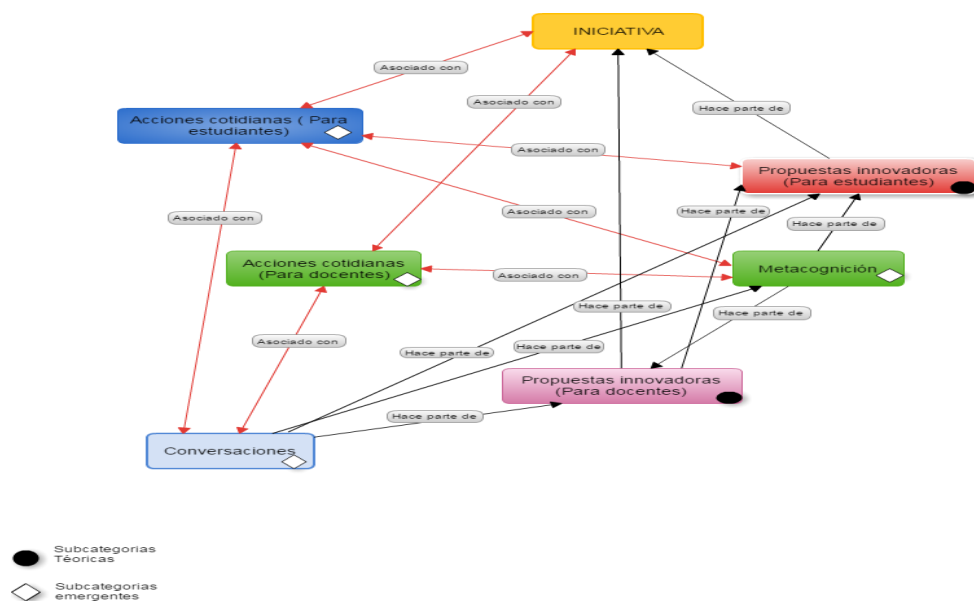 INICIATIVA
Asociado con
Asociado con
Hace parte de
Acciones cotidianas ( Para
estudiantes)
Asociado con
Propuestas innovadoras
(Para estudiantes)
Asociado con
Asociado con
Hace parte de
Hace parte de
Acciones cotidianas
(Para docentes)
Asociado con
Metacognición
Hace parte de
Hace parte de
Asociado con
Hace parte de
Hace parte de
Propuestas innovadoras
(Para docentes)
Hace parte de
Conversaciones
Subcategorias
Téoricas
Subcategorias
emergentes